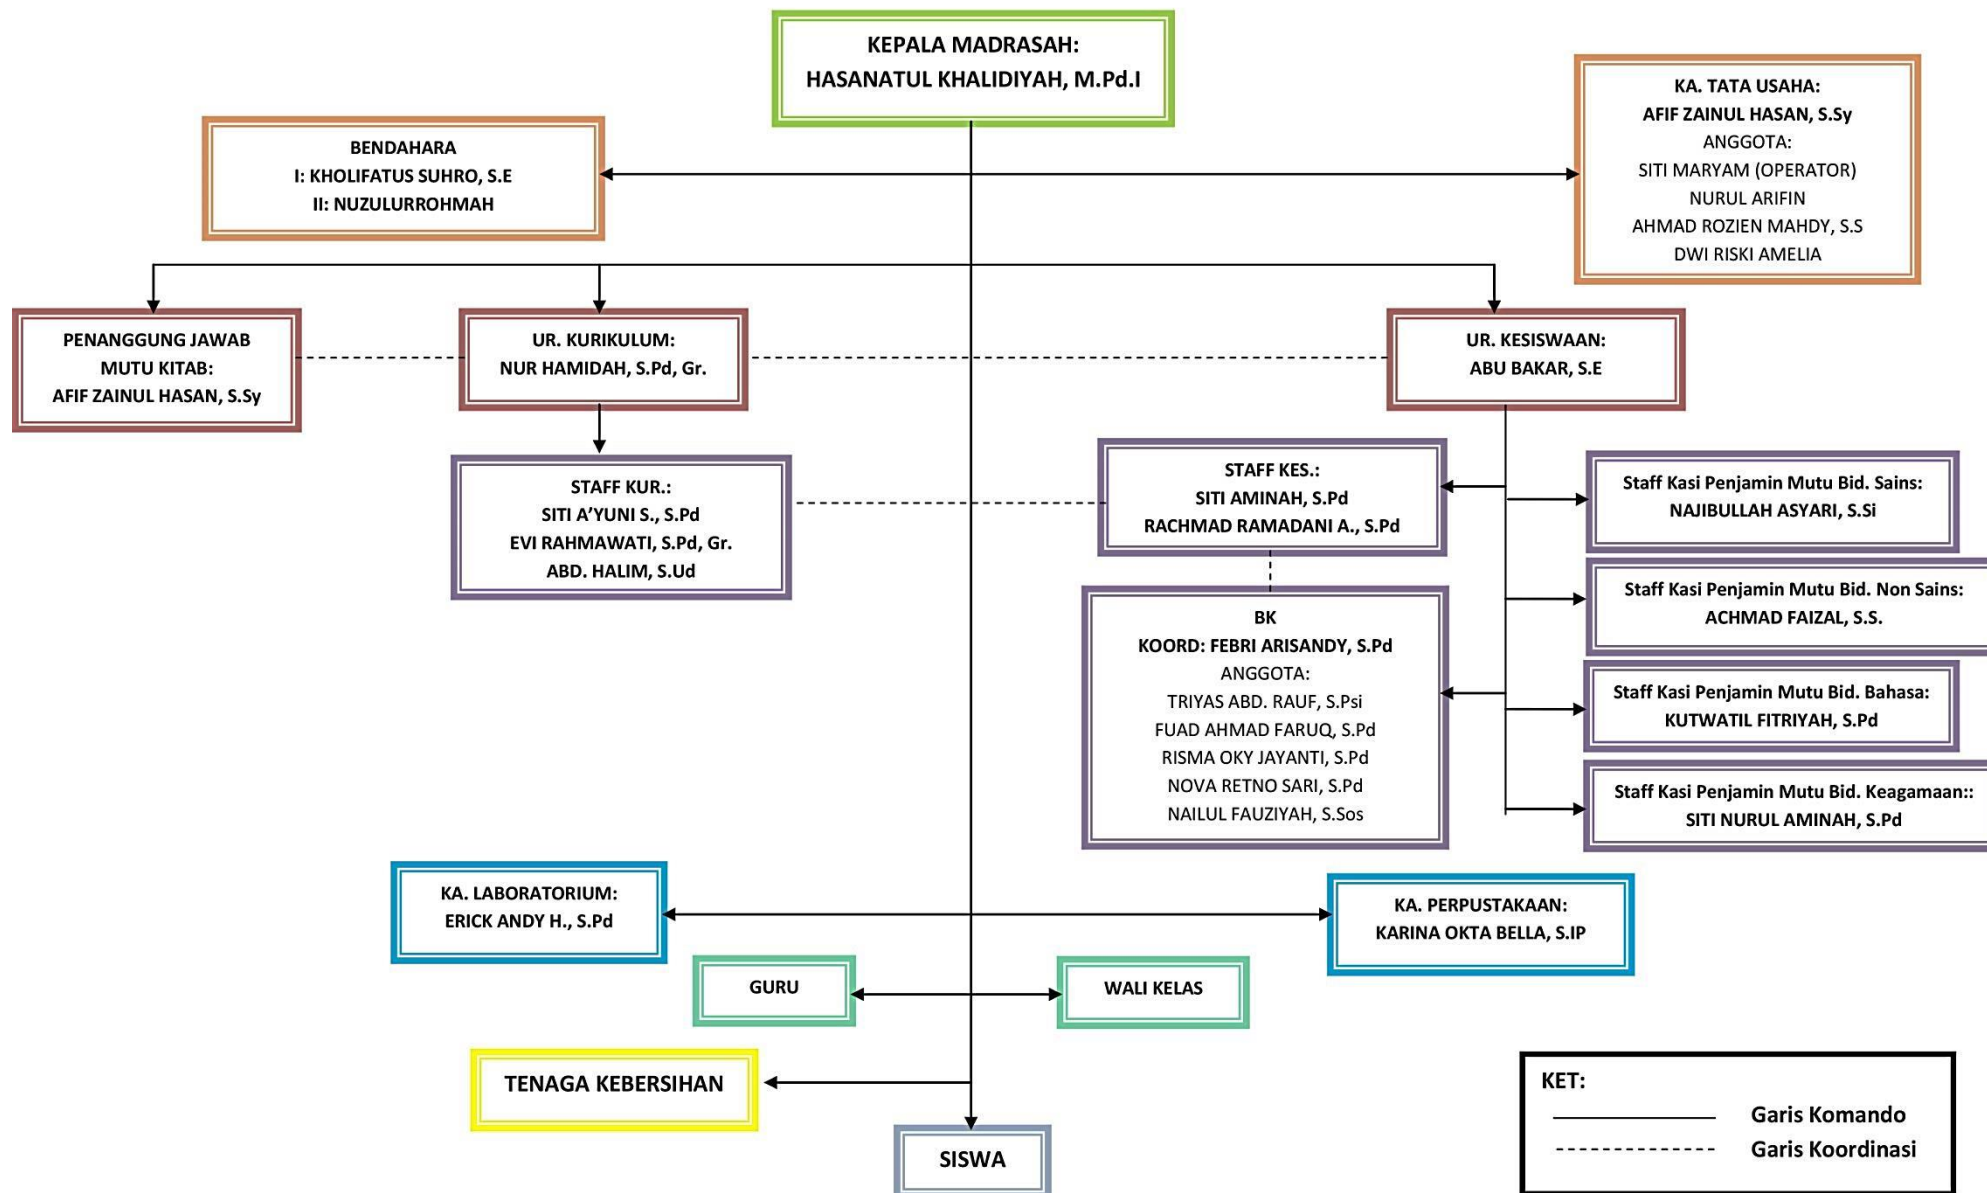 KEPALA MADRASAH:
HASANATUL KHALIDIYAH, M.Pd.I
KA. TATA USAHA:
AFIF ZAINUL HASAN, S.Sy
ANGGOTA:
SITI MARYAM (OPERATOR)
NURUL ARIFIN
AHMAD ROZIEN MAHDY, S.S
DWI RISKI AMELIA
BENDAHARA
I: KHOLIFATUS SUHRO, S.E
II: NUZULURROHMAH
PENANGGUNG JAWAB
MUTU KITAB:
AFIF ZAINUL HASAN, S.Sy
UR. KURIKULUM:
NUR HAMIDAH, S.Pd, Gr.
UR. KESISWAAN:
ABU BAKAR, S.E
STAFF KUR.:
SITI A’YUNI S., S.Pd
EVI RAHMAWATI, S.Pd, Gr.
ABD. HALIM, S.Ud
STAFF KES.:
SITI AMINAH, S.Pd
RACHMAD RAMADANI A., S.Pd
Staff Kasi Penjamin Mutu Bid. Sains:
NAJIBULLAH ASYARI, S.Si
Staff Kasi Penjamin Mutu Bid. Non Sains:
ACHMAD FAIZAL, S.S.
BK
KOORD: FEBRI ARISANDY, S.Pd
ANGGOTA:
TRIYAS ABD. RAUF, S.Psi
FUAD AHMAD FARUQ, S.Pd
RISMA OKY JAYANTI, S.Pd
NOVA RETNO SARI, S.Pd
NAILUL FAUZIYAH, S.Sos
Staff Kasi Penjamin Mutu Bid. Bahasa:
KUTWATIL FITRIYAH, S.Pd
Staff Kasi Penjamin Mutu Bid. Keagamaan::
SITI NURUL AMINAH, S.Pd
KA. LABORATORIUM:
ERICK ANDY H., S.Pd
KA. PERPUSTAKAAN:
KARINA OKTA BELLA, S.IP
GURU
WALI KELAS
TENAGA KEBERSIHAN
SISWA
KET:
Garis Komando
Garis Koordinasi